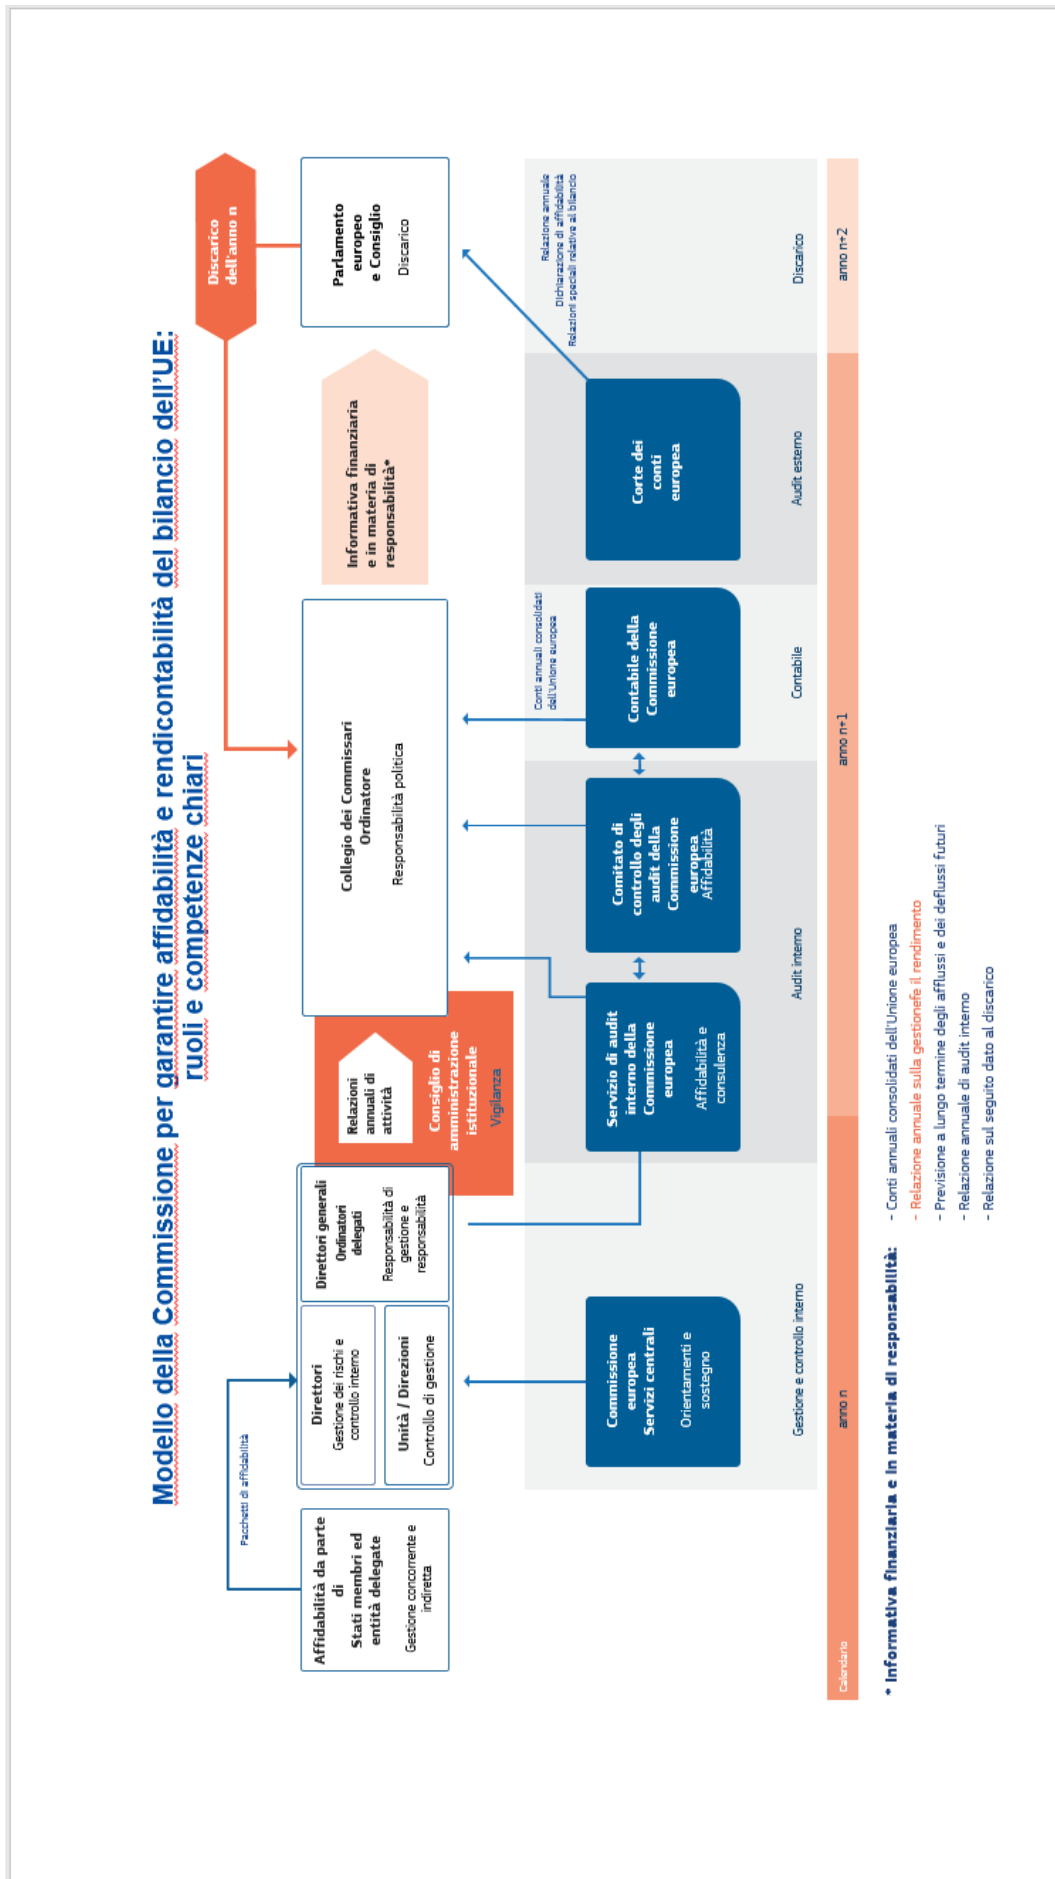 Modello della Commissione per garantire affidabilità e rendicontabilità del bilancio dell'UE:
ruoli e competenze chiari
Discarico
dell'anno n
Pacchetti di affidabilità
Affidabilità da parte
di
Stati membri ed
entità delegate
Gestione concorrente e
indiretta
Direttori
Gestione dei rischi e
controllo interno
Unità / Direzioni
Controllo di gestione
Direttori generali
Ordinatori
delegati
Responsabilità di
gestione e
responsabilità
Relazioni
annuali di
attività
Consiglio di
amministrazione
istituzionale
Vigilanza
Collegio dei Commissari
Ordinatore
Responsabilità politica
Informativa finanziaria
e in materia di
responsabilità*
Parlamento
europeo
e Consiglio
Discarico
Conti annuali consolidati
dell'Unione europea
Relazione annuale
Dichiarazione di affidabilità
Relazioni speciali relative al bilancio
Commissione
europea
Servizi centrali
Orientamenti e
sostegno
Servizio di audit
interno della
Commissione
europea
Affidabilità e
consulenza
Comitato di
controllo degli
audit della
Commissione
europea
Affidabilità
Contabile della
Commissione
europea
Corte dei
conti
europea
Gestione e controllo interno
Audit interno
Contabile
Audit esterno
Discarico
Calendario
anno n
anno n+1
anno n+2
* Informativa finanziaria e in materia di responsabilità:
- Conti annuali consolidati dell'Unione europea
- Relazione annuale sulla gestionefe il rendimento
- Previsione a lungo termine degli afflussi e dei deflussi futuri
- Relazione annuale di audit interno
- Relazione sul seguito dato al discarico